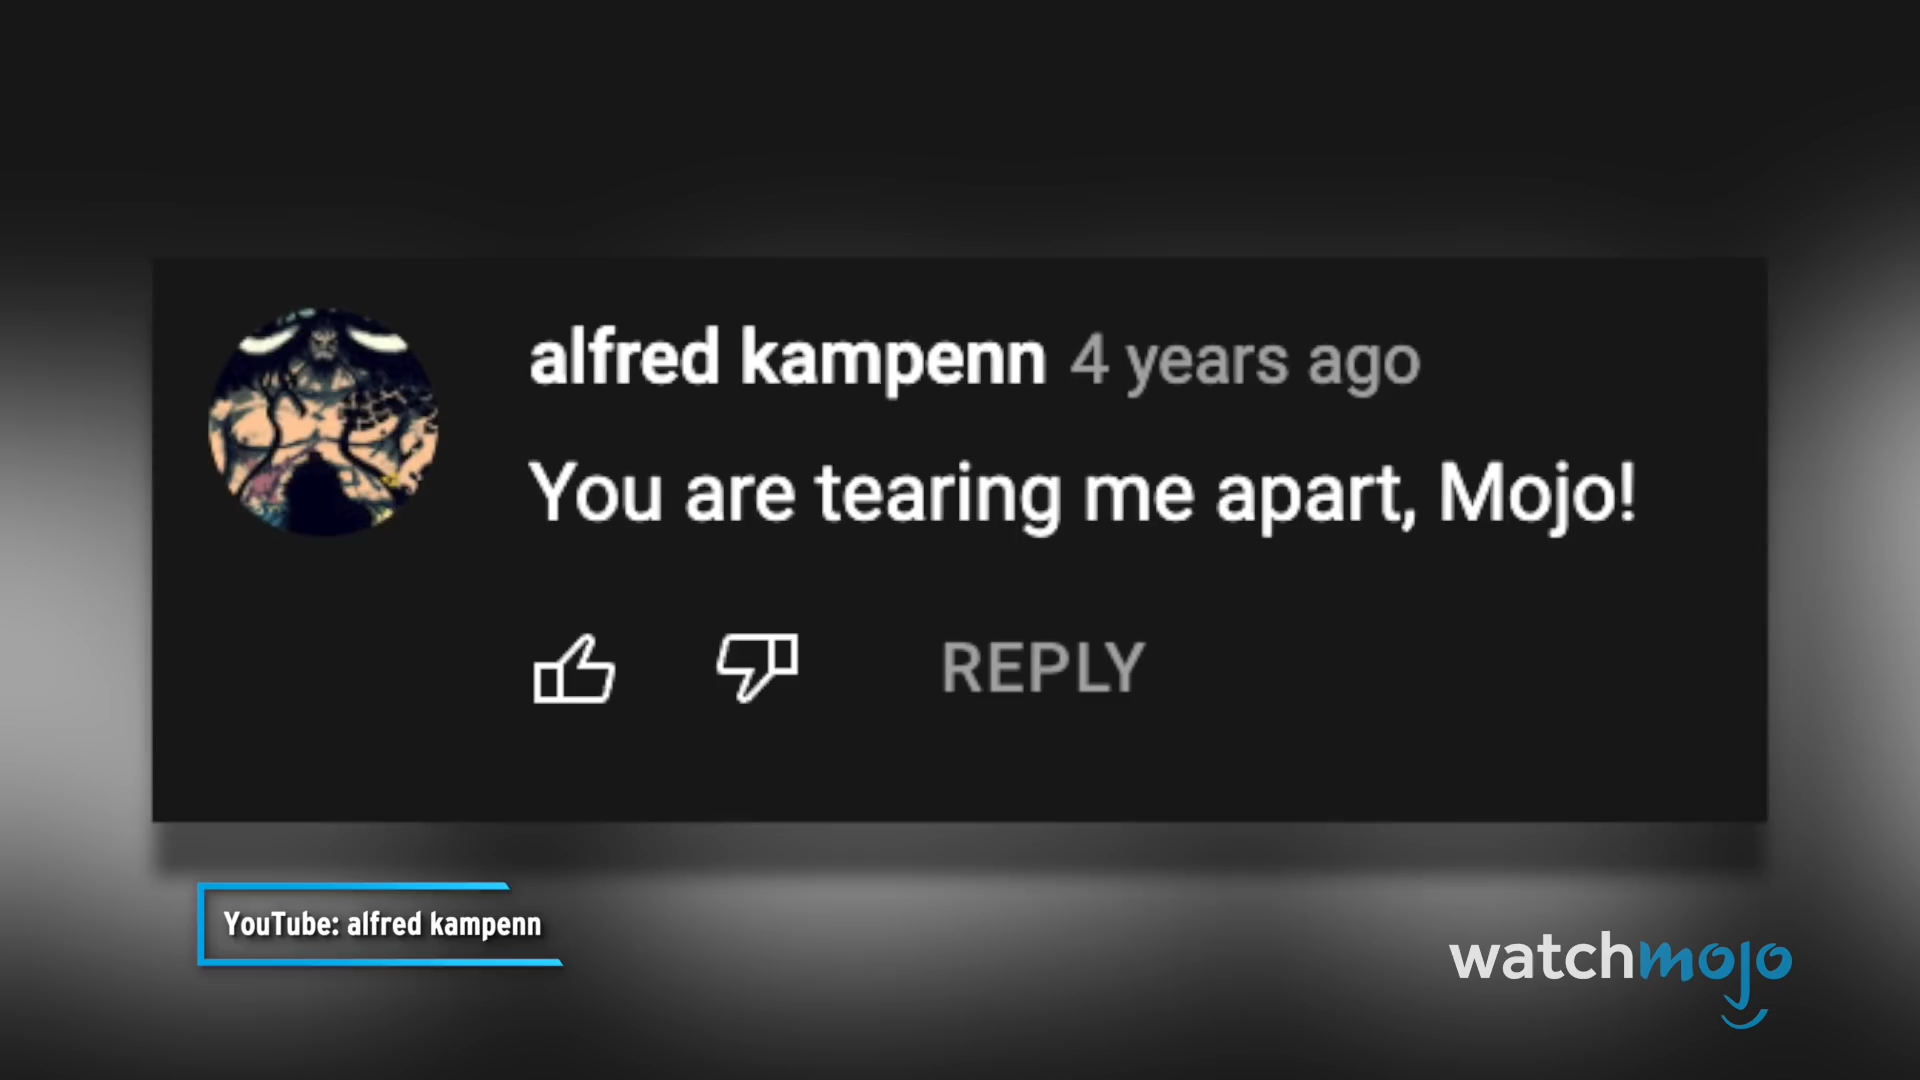 alfred kampenn 4 years ago
You are tearing me apart, Mojo!
REPLY
YouTube: alfred kampenn
watchmojo